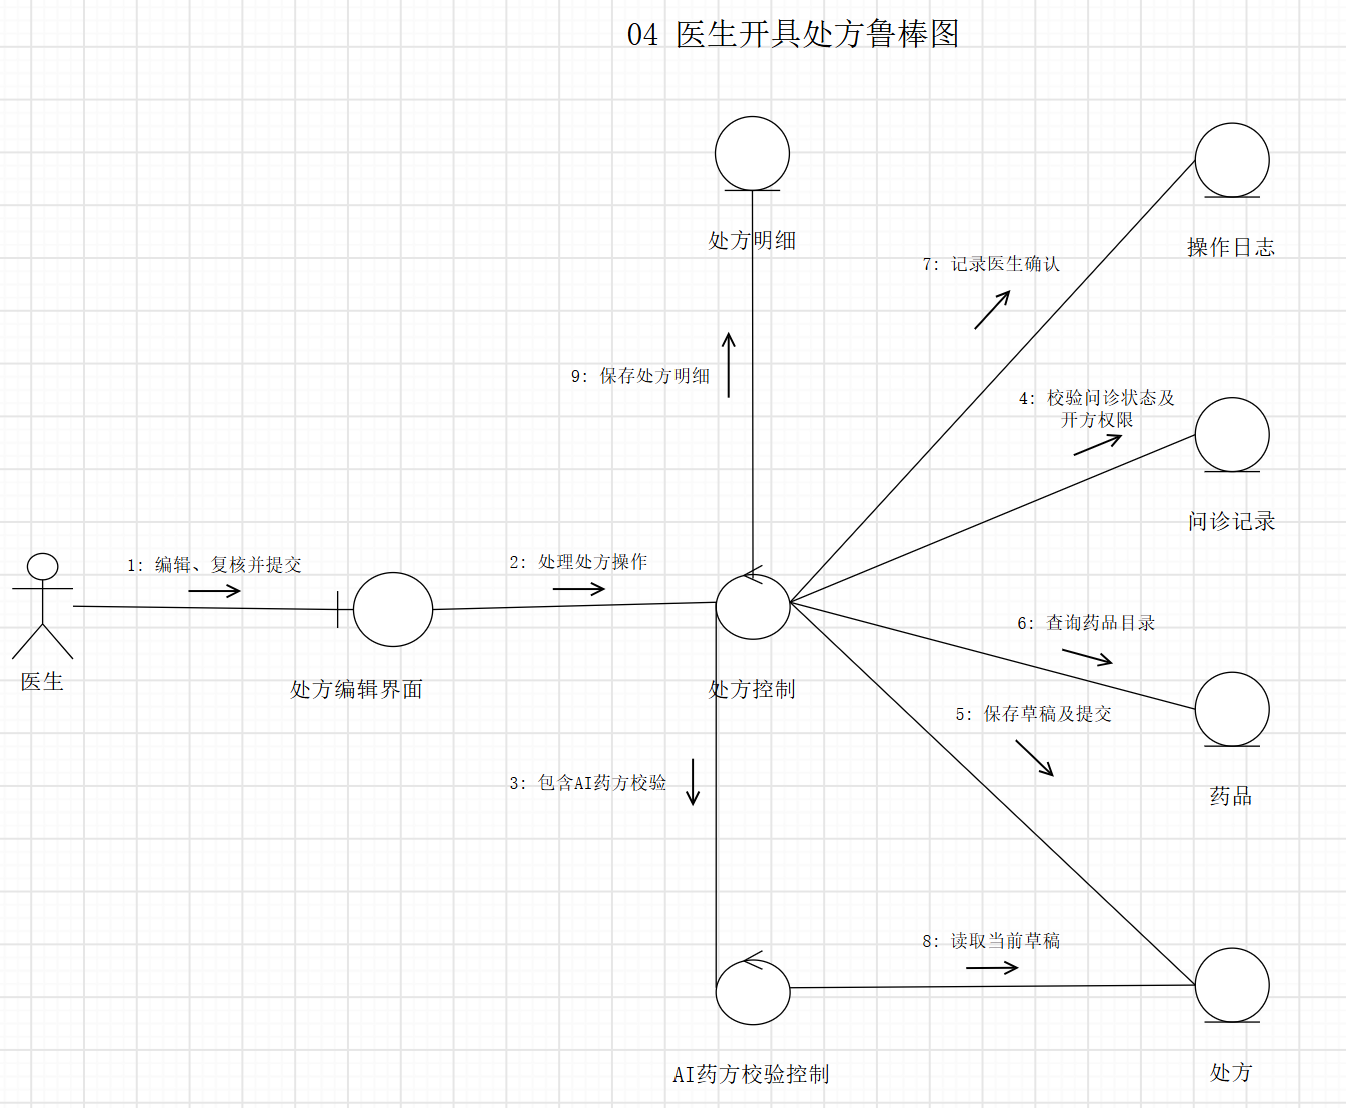 04 医生开具处方鲁棒图
处方明细
操作日志
7: 记录医生确认
9: 保存处方明细
4: 校验问诊状态及
开方权限
问诊记录
1: 编辑、复核并提交
2: 处理处方操作
6: 查询药品目录
医生
处方编辑界面
处方控制
5: 保存草稿及提交
3: 包含AI药方校验
药品
8: 读取当前草稿
AI药方校验控制
处方